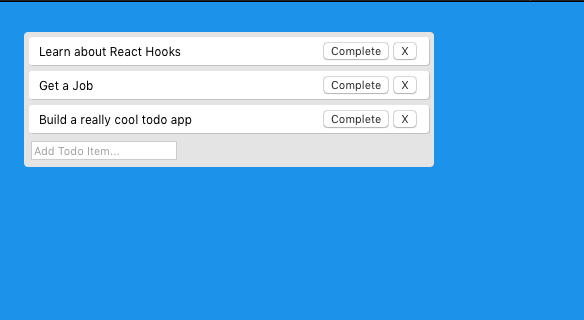 Learn about React Hooks Complete X
Get a Job Complete X
Build a really cool todo app Complete X
Add Todo Item...